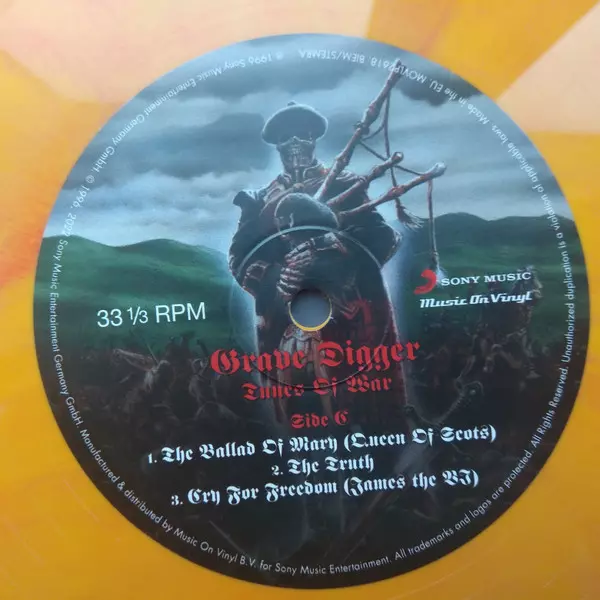 33 1/3 RPM
SONY MUSIC
Music On Vinyl
Grave Digger
Tunes Of War
Side C
1. The Ballad Of Mary (Queen Of Scots)
2. The Truth
3. Cry For Freedom (James the VI)
℗ 1996 Sony Music Entertainment Germany GmbH. © 1996, Sony Music Entertainment Germany GmbH. Manufactured & distributed by Music On Vinyl B.V. for Sony Music Entertainment. All trademarks and logos are protected. All Rights Reserved. Unauthorized duplication is a violation of applicable laws. Made in the EU. BIEM/STEMRA.